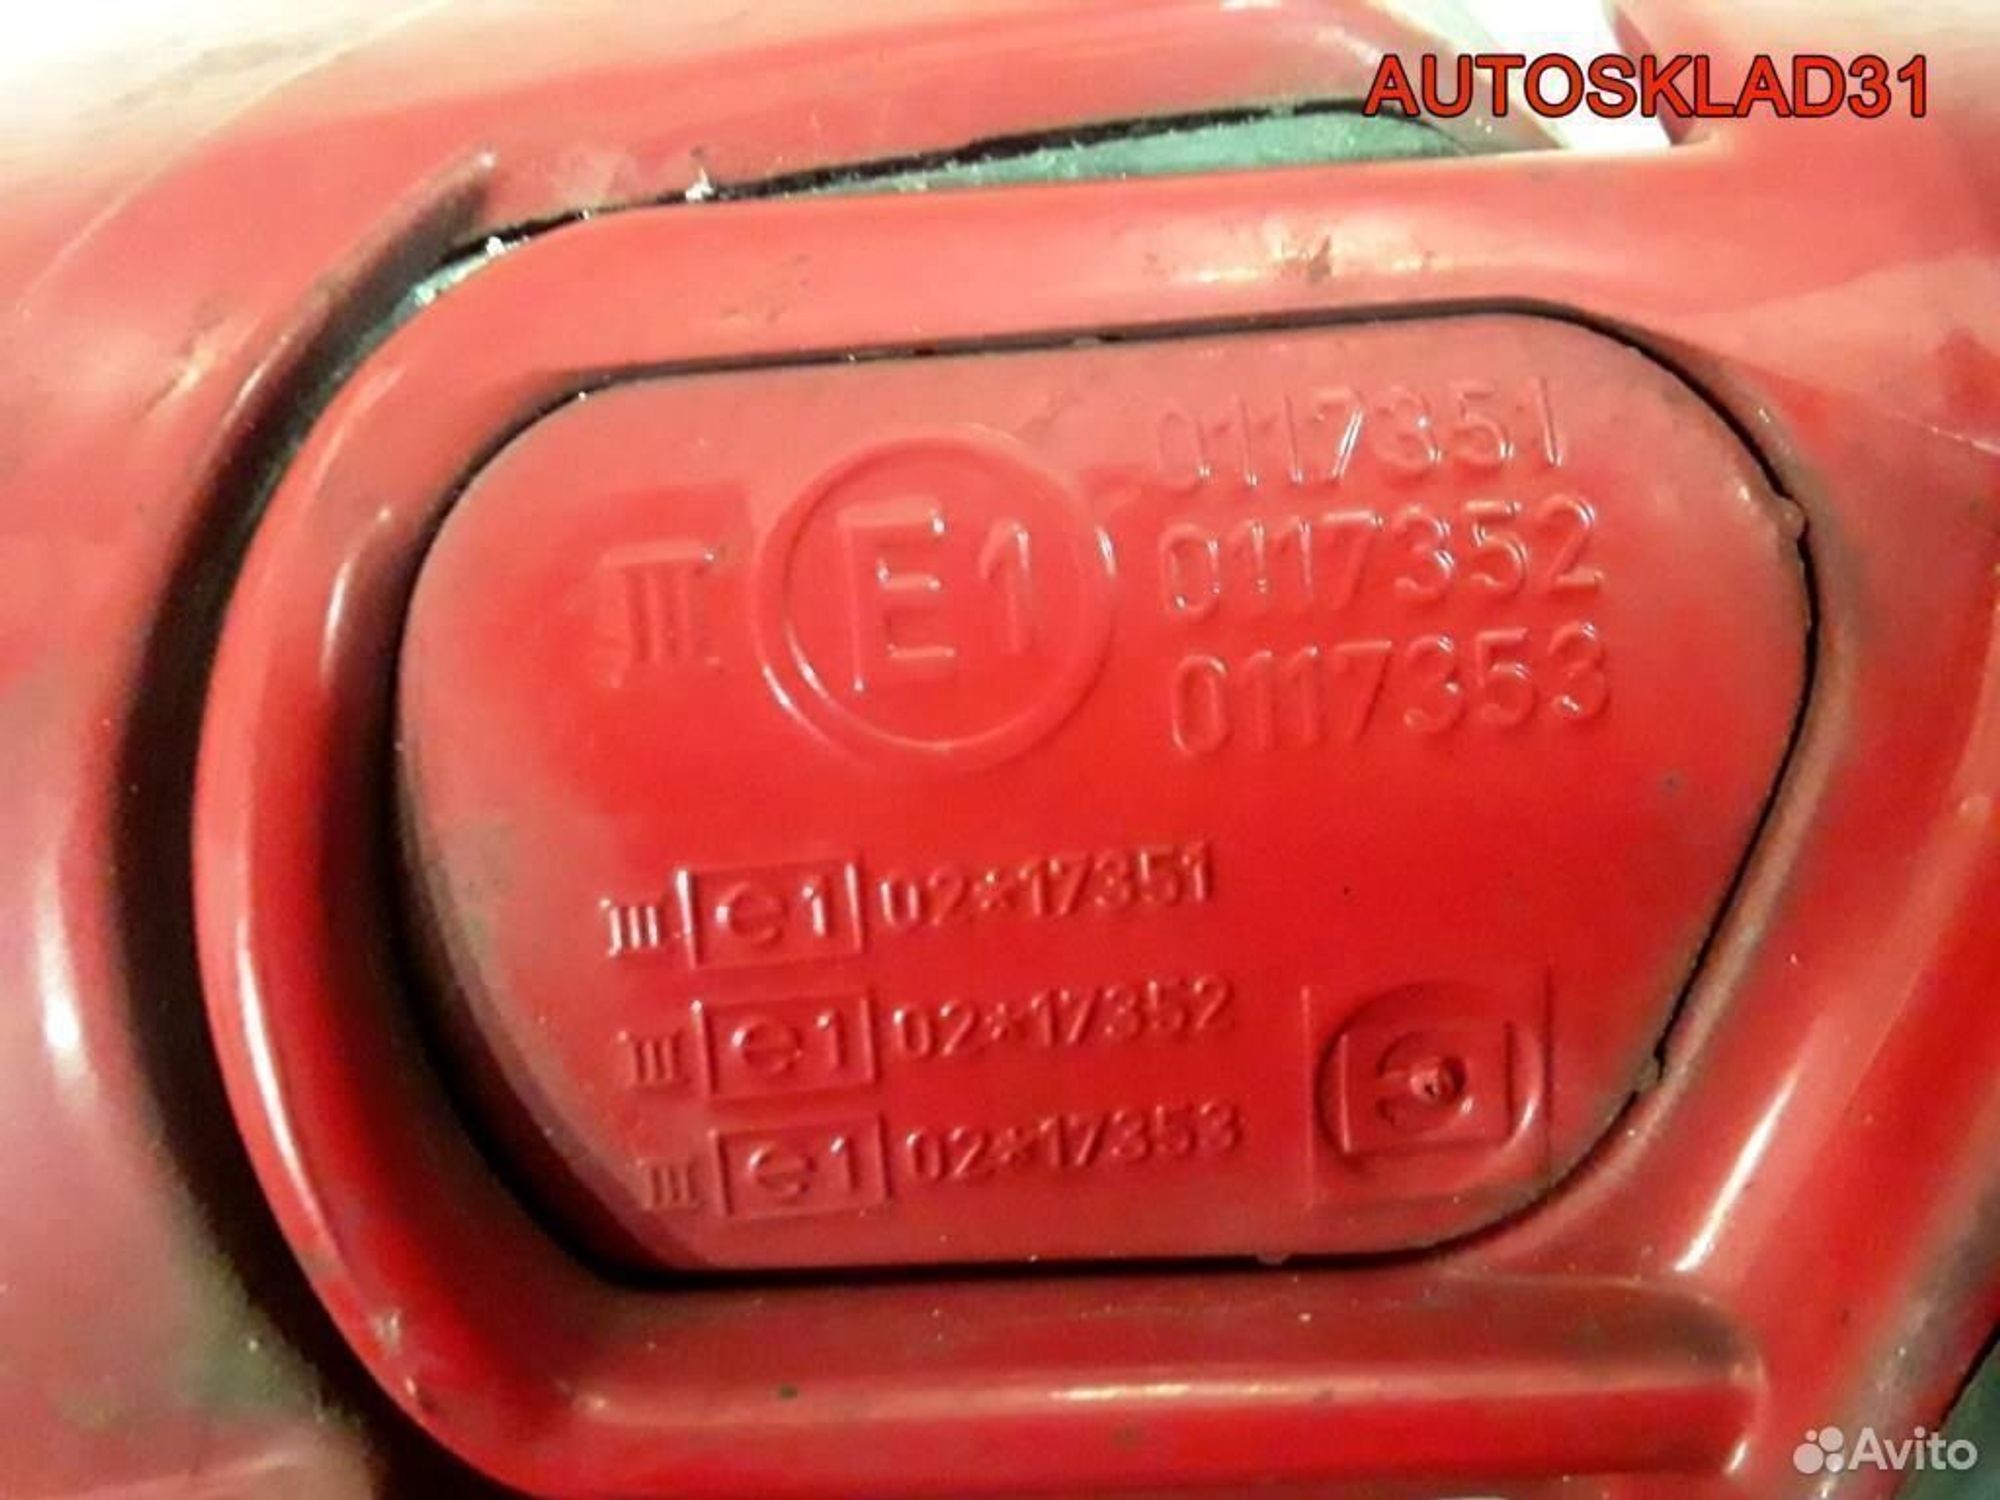 AUTOSKLAD31
III E1 0117351
0117352
0117353
III e1 02*17351
III e1 02*17352
III e1 02*17353
Avito